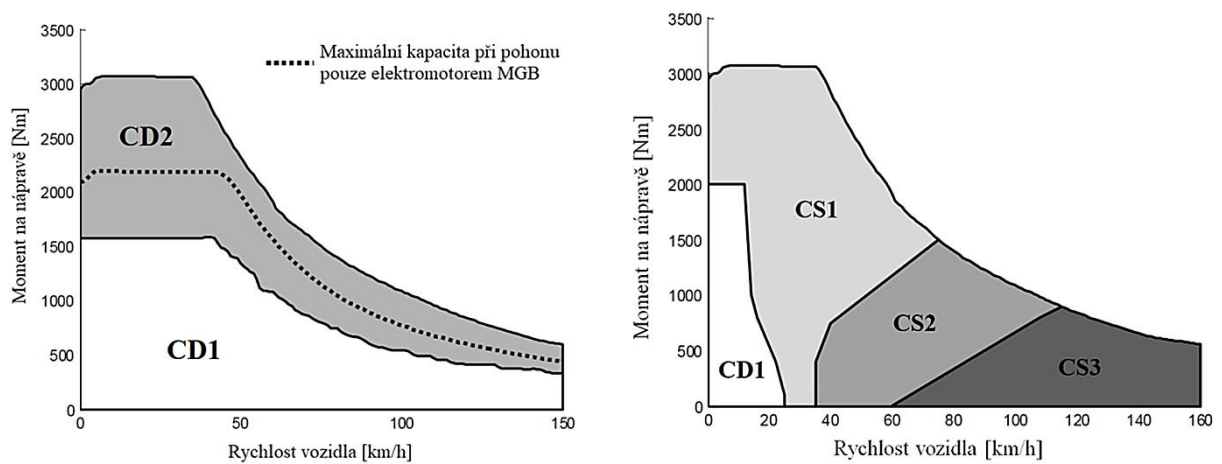 3500
3000
2500
2000
1500
1000
500
0
Moment na nápravě [Nm]
Maximální kapacita při pohonu
pouze elektromotorem MGB
CD2
CD1
0 50 100 150
Rychlost vozidla [km/h]
3500
3000
2500
2000
1500
1000
500
0
Moment na nápravě [Nm]
CS1
CS2
CD1
CS3
0 20 40 60 80 100 120 140 160
Rychlost vozidla [km/h]